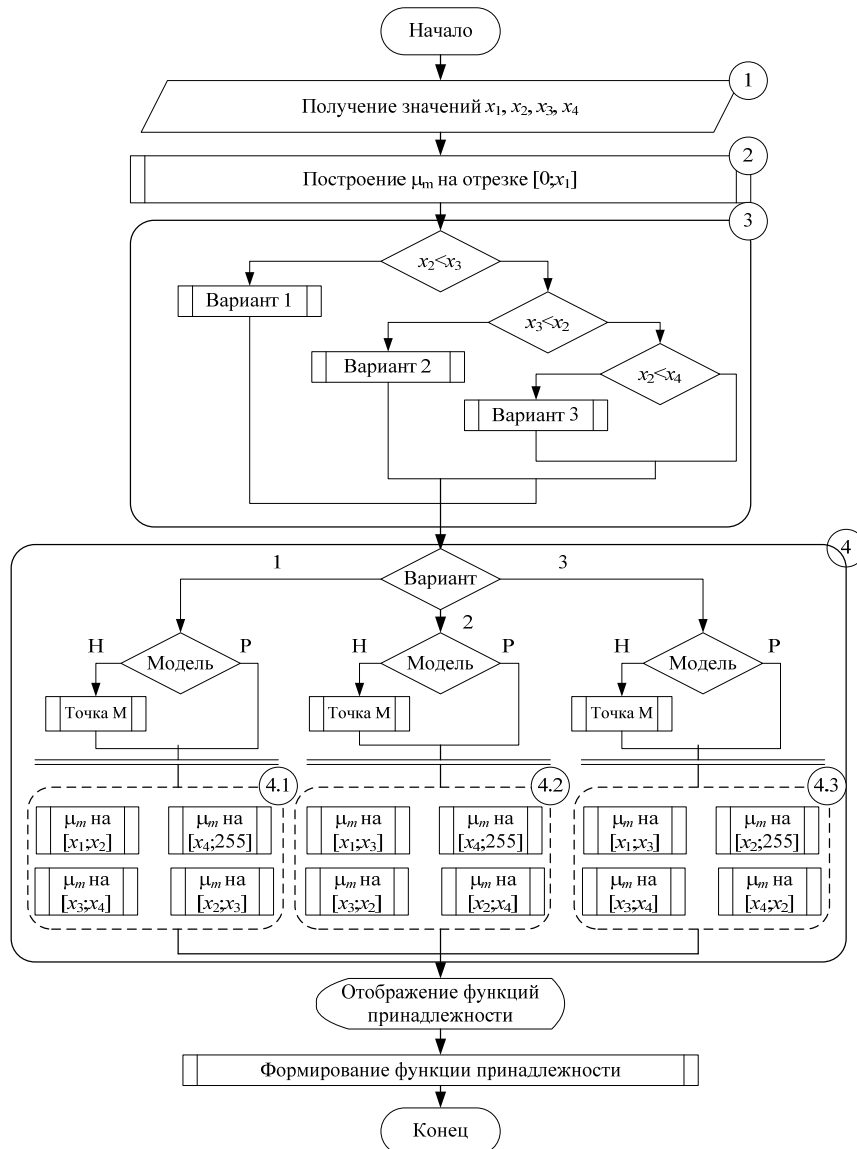 Начало
1
Получение значений x₁, x₂, x₃, x₄
2
Построение μₘ на отрезке [0;x₁]
3
x₂<x₃
Вариант 1
x₃<x₂
Вариант 2
x₂<x₄
Вариант 3
4
1
Вариант
3
2
Н
Модель
Р
Н
Модель
Р
Н
Модель
Р
Точка М
Точка М
Точка М
4.1
4.2
4.3
μₘ на
[x₁;x₂]
μₘ на
[x₄;255]
μₘ на
[x₃;x₄]
μₘ на
[x₂;x₃]
μₘ на
[x₁;x₃]
μₘ на
[x₄;255]
μₘ на
[x₃;x₂]
μₘ на
[x₂;x₄]
μₘ на
[x₁;x₃]
μₘ на
[x₂;255]
μₘ на
[x₃;x₄]
μₘ на
[x₄;x₂]
Отображение функций
принадлежности
Формирование функции принадлежности
Конец